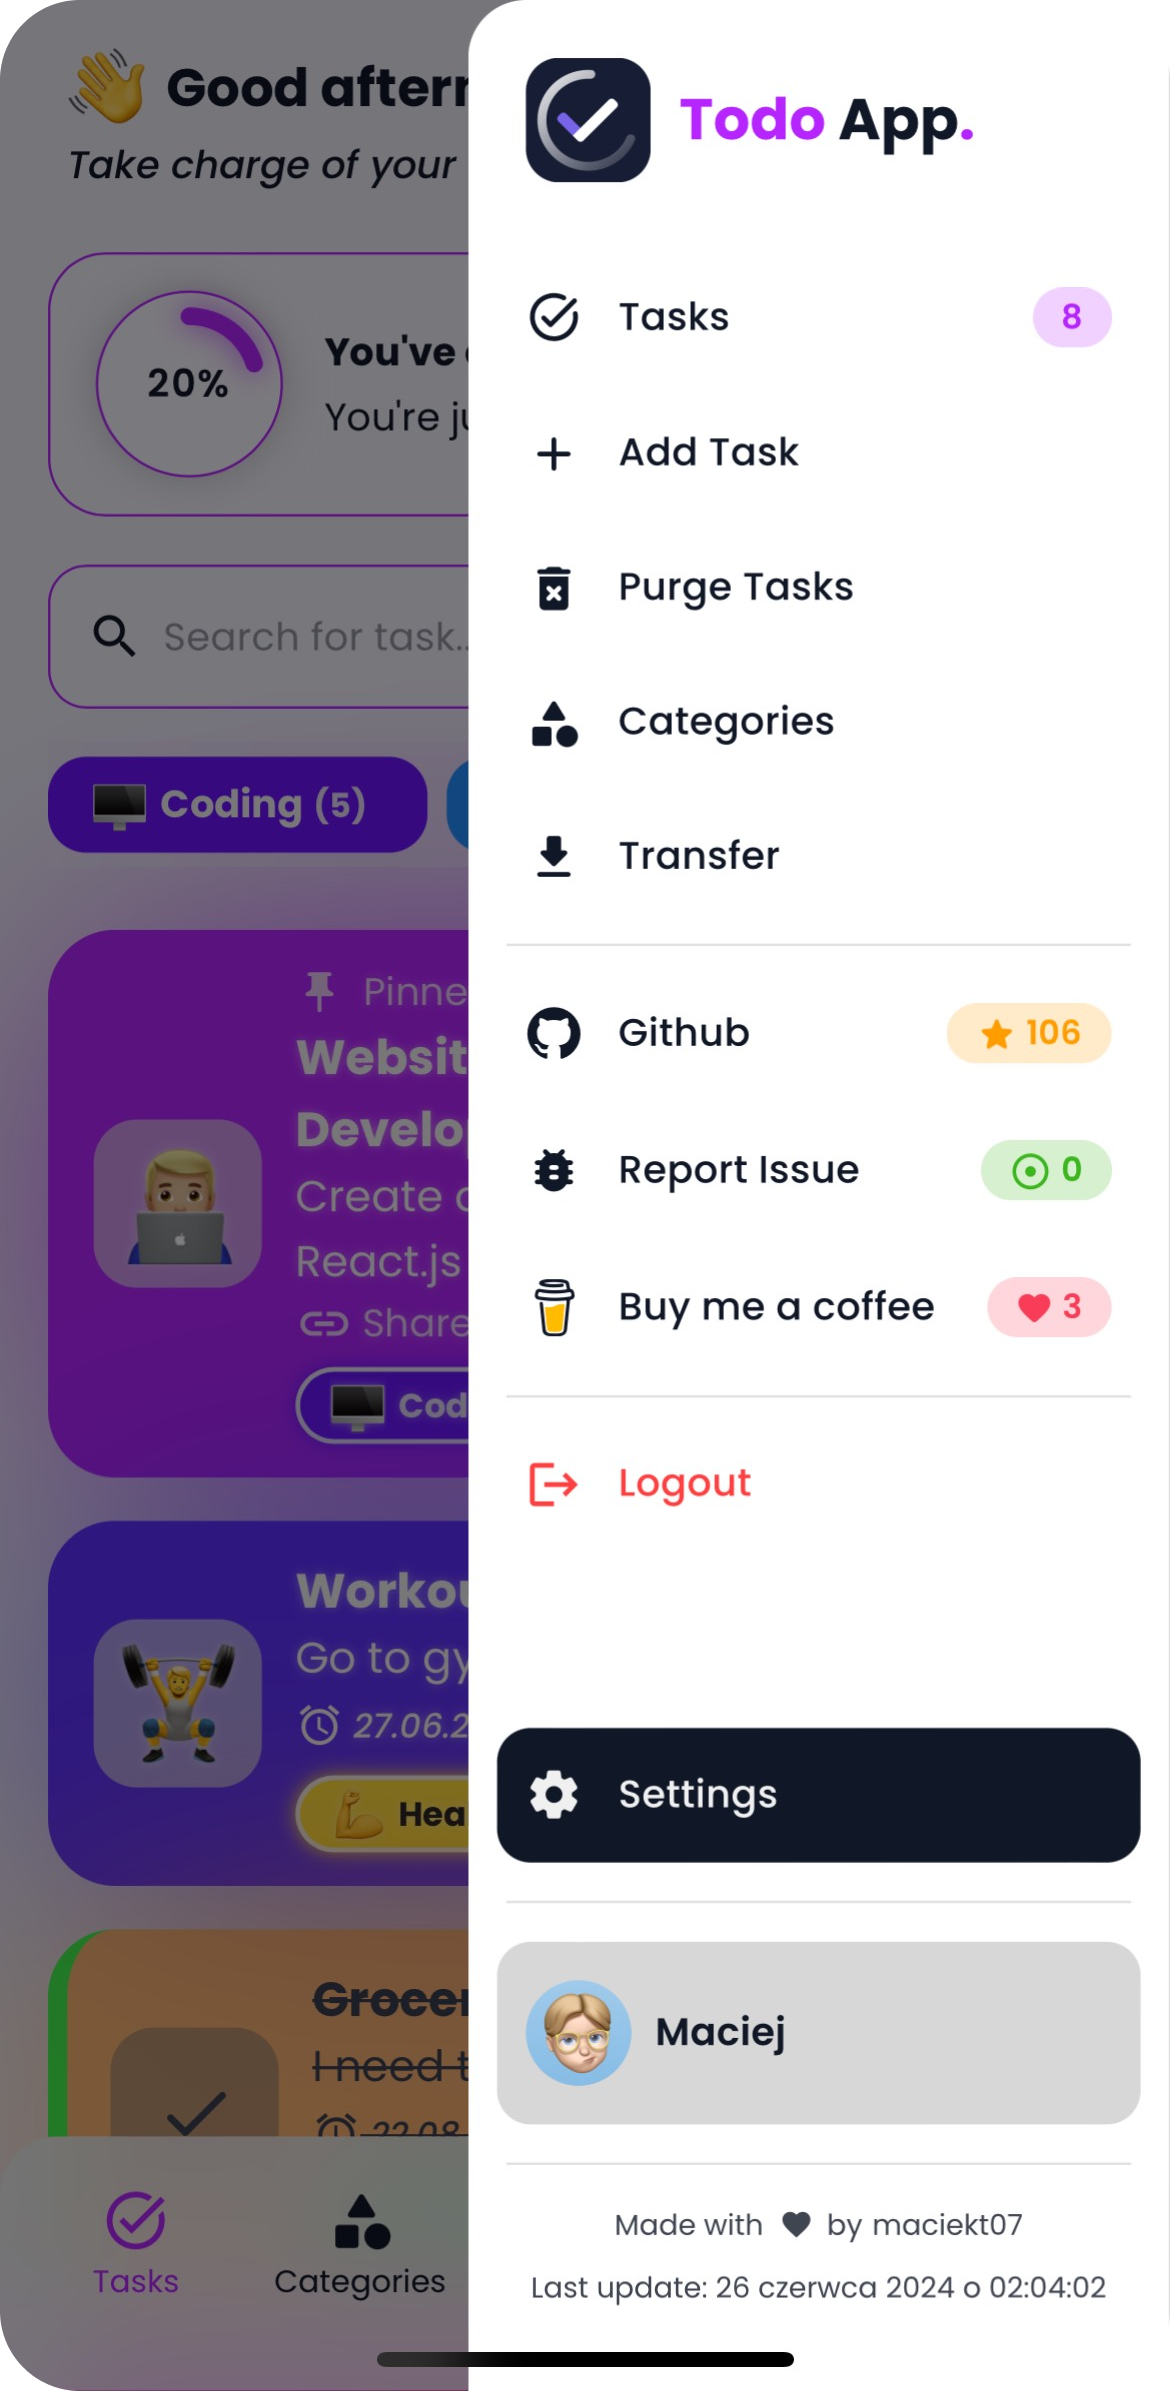 Good aftern
Take charge of your
20%
You've
You're ju
Search for task..
Coding (5)
Pinne
Websit
Develop
Create
React.js
Share
Cod
Workou
Go to gy
27.06.2
Hea
Grocer
I need t
22.08
Tasks
Categories
Todo App.
Tasks 8
Add Task
Purge Tasks
Categories
Transfer
Github 106
Report Issue 0
Buy me a coffee 3
Logout
Settings
Maciej
Made with by maciekt07
Last update: 26 czerwca 2024 o 02:04:02